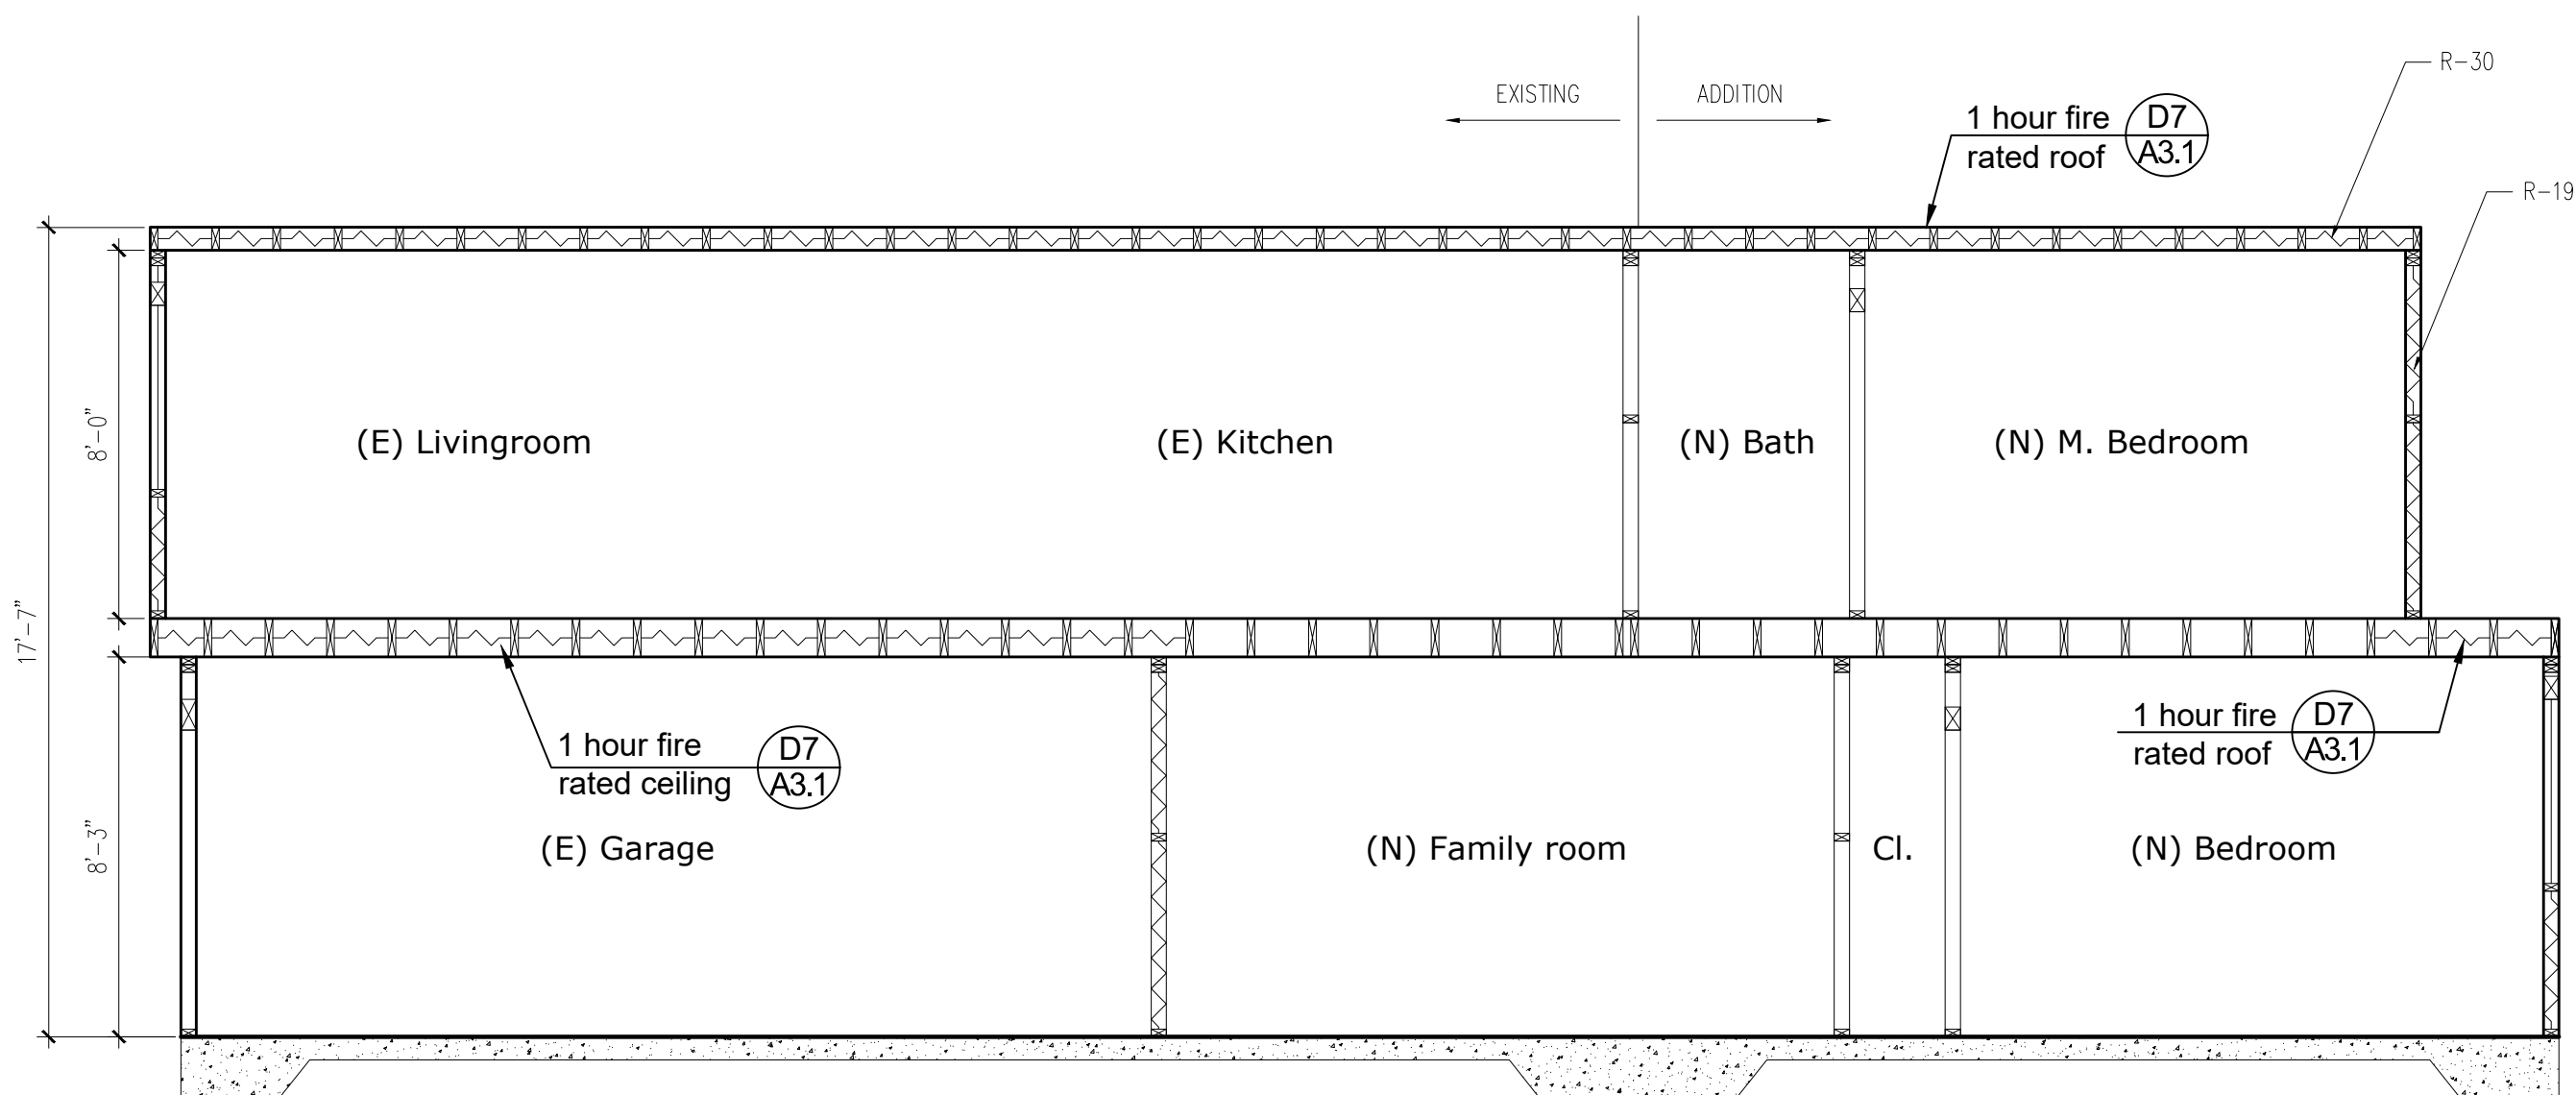 R-30
EXISTING
ADDITION
1 hour fire
rated roof
D7
A3.1
R-19
17'-7"
8'-0"
(E) Livingroom
(E) Kitchen
(N) Bath
(N) M. Bedroom
1 hour fire
rated ceiling
D7
A3.1
1 hour fire
rated roof
D7
A3.1
8'-3"
(E) Garage
(N) Family room
Cl.
(N) Bedroom